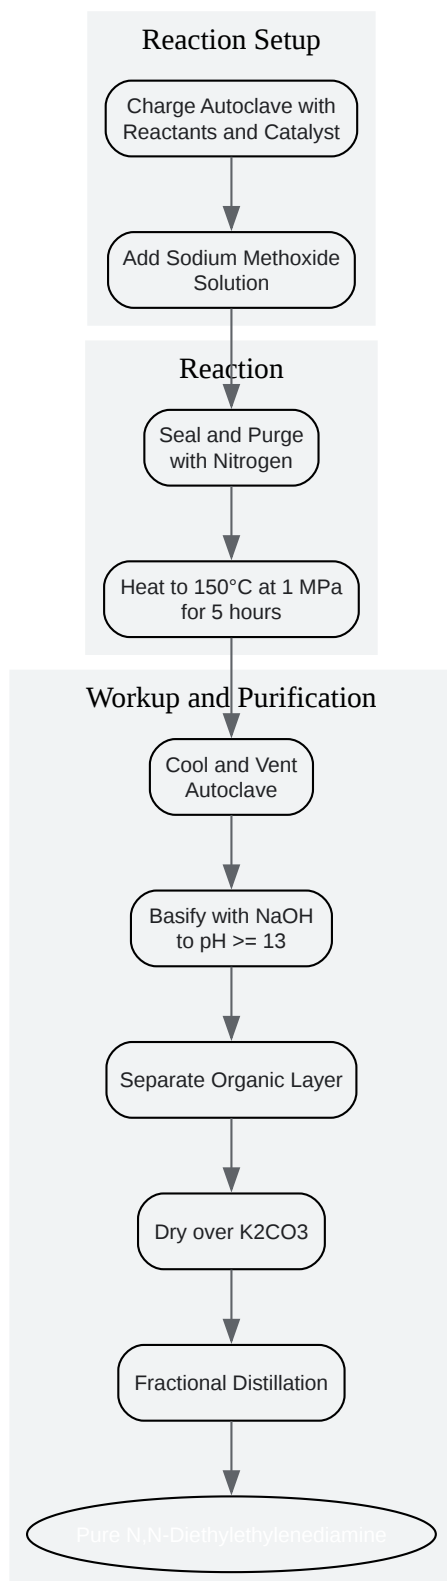 Reaction Setup
Charge Autoclave with
Reactants and Catalyst
Add Sodium Methoxide
Solution
Reaction
Seal and Purge
with Nitrogen
Heat to 150°C at 1 MPa
for 5 hours
Workup and Purification
Cool and Vent
Autoclave
Basify with NaOH
to pH >= 13
Separate Organic Layer
Dry over K2CO3
Fractional Distillation
Pure N,N-Diethylethylenediamine